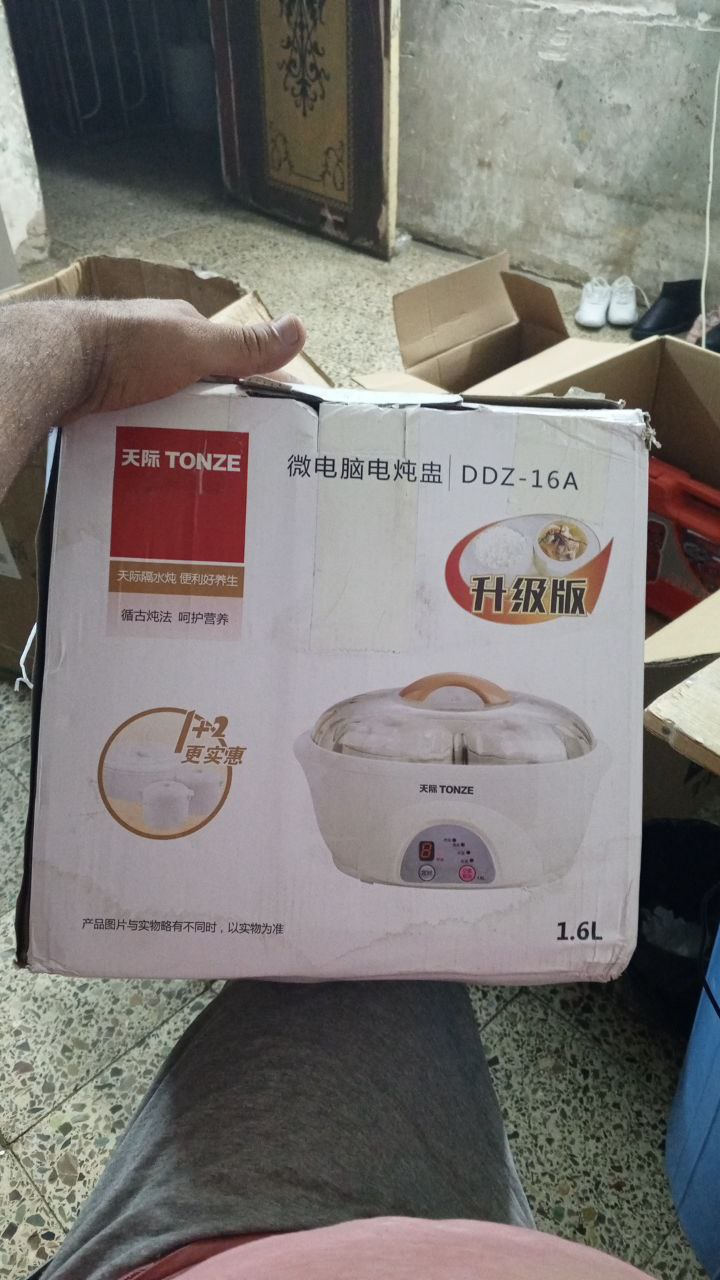 天际 TONZE
天际隔水炖 便利好养生
循古炖法 呵护营养
微电脑电炖盅 | DDZ-16A
升级版
1+2
更实惠
天际 TONZE
8
产品图片与实物略有不同时，以实物为准
1.6L